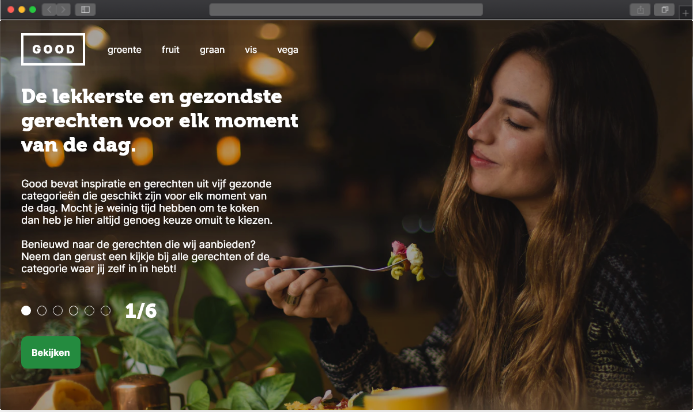 GOOD
groente fruit graan vis vega
De lekkerste en gezondste
gerechten voor elk moment
van de dag.
Good bevat inspiratie en gerechten uit vijf gezonde
categorieën die geschikt zijn voor elk moment van
de dag. Mocht je weinig tijd hebben om te koken
dan heb je hier altijd genoeg keuze omuit te kiezen.
Benieuwd naar de gerechten die wij aanbieden?
Neem dan gerust een kijkje bij alle gerechten of de
categorie waar jij zelf in in hebt!
1/6
Bekijken